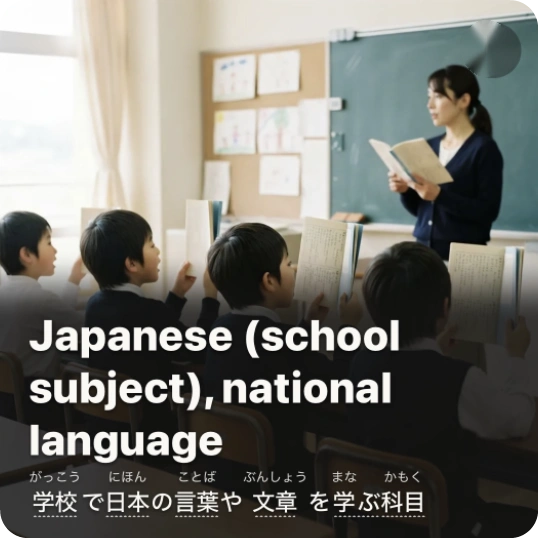 Japanese (school
subject), national
language
がっこう にほん ことば ぶんしょう まな かもく
学校で日本の言葉や文章を学ぶ科目